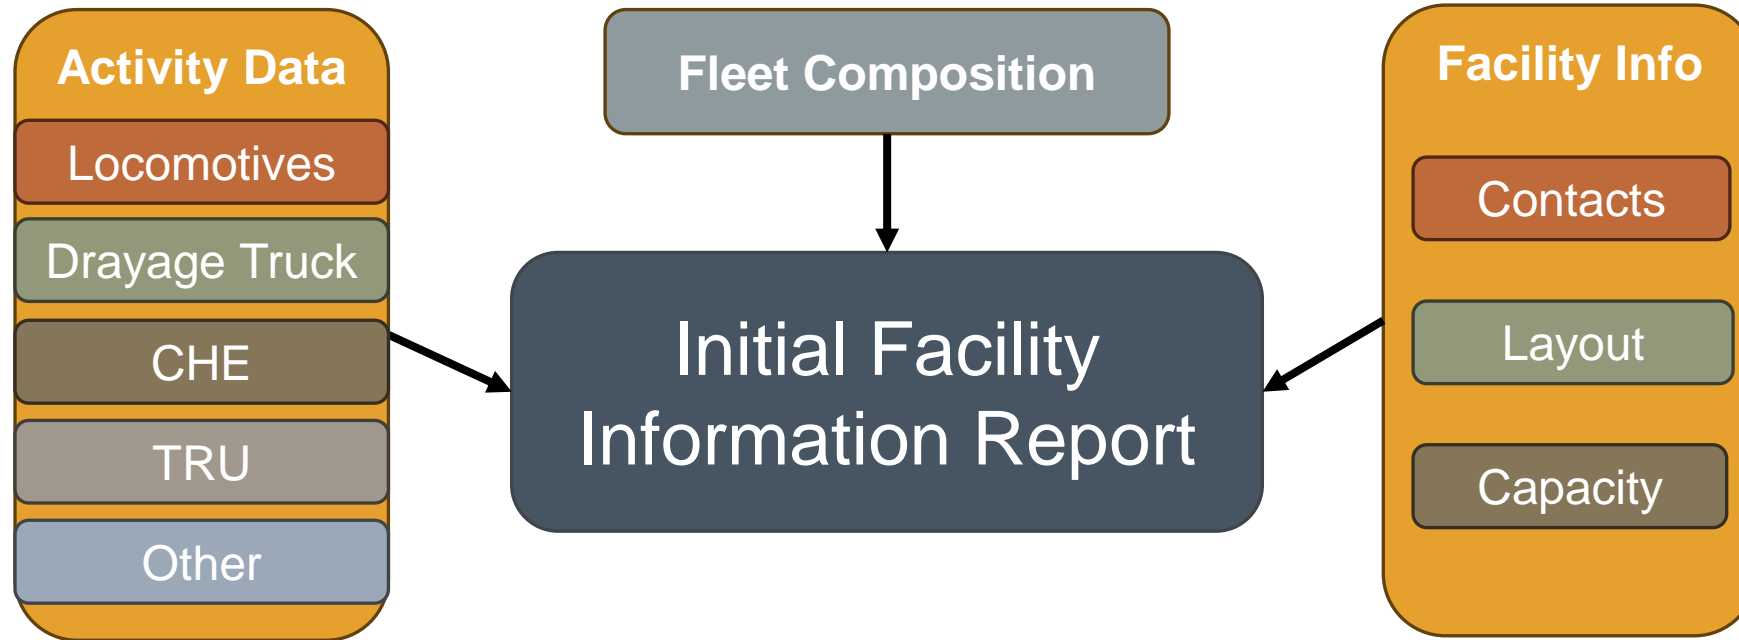 Activity Data
Locomotives
Drayage Truck
CHE
TRU
Other
Fleet Composition
Initial Facility
Information Report
Facility Info
Contacts
Layout
Capacity